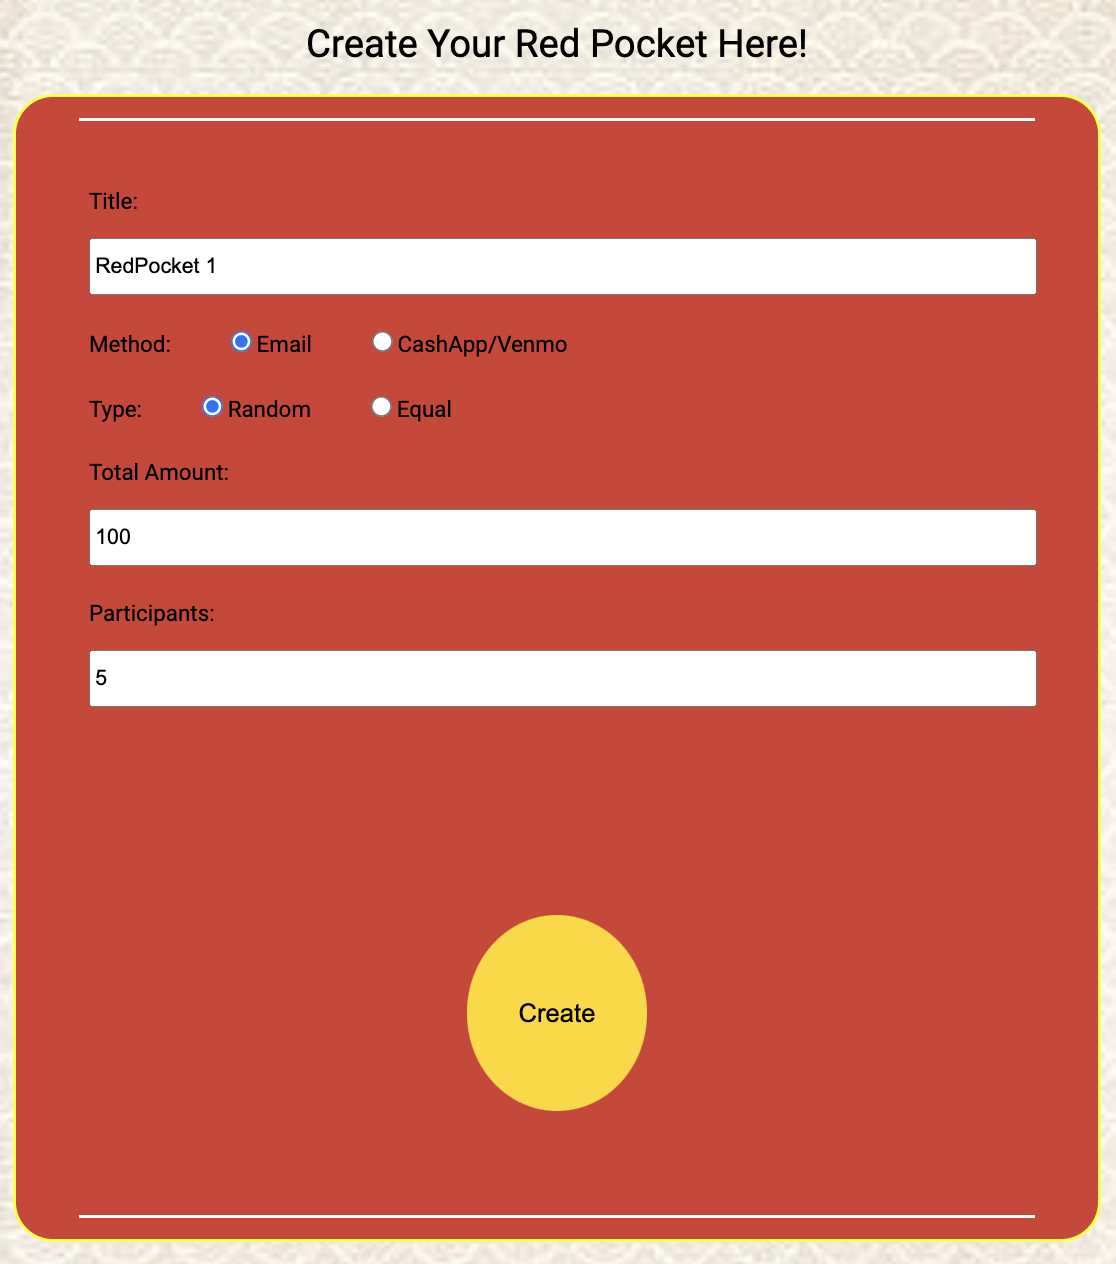 Create Your Red Pocket Here!
Title:
RedPocket 1
Method: Email CashApp/Venmo
Type: Random Equal
Total Amount:
100
Participants:
5
Create